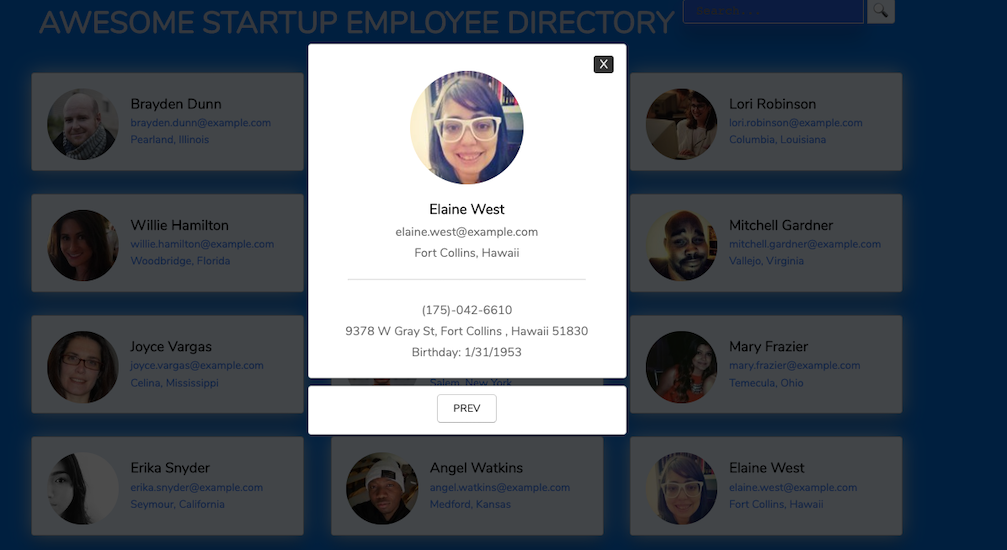 AWESOME STARTUP EMPLOYEE DIRECTORY
Search...
X
Elaine West
elaine.west@example.com
Fort Collins, Hawaii
(175)-042-6610
9378 W Gray St, Fort Collins , Hawaii 51830
Birthday: 1/31/1953
PREV
Brayden Dunn
brayden.dunn@example.com
Pearland, Illinois
Lori Robinson
lori.robinson@example.com
Columbia, Louisiana
Willie Hamilton
willie.hamilton@example.com
Woodbridge, Florida
Mitchell Gardner
mitchell.gardner@example.com
Vallejo, Virginia
Joyce Vargas
joyce.vargas@example.com
Celina, Mississippi
Salem, New York
Mary Frazier
mary.frazier@example.com
Temecula, Ohio
Erika Snyder
erika.snyder@example.com
Seymour, California
Angel Watkins
angel.watkins@example.com
Medford, Kansas
Elaine West
elaine.west@example.com
Fort Collins, Hawaii